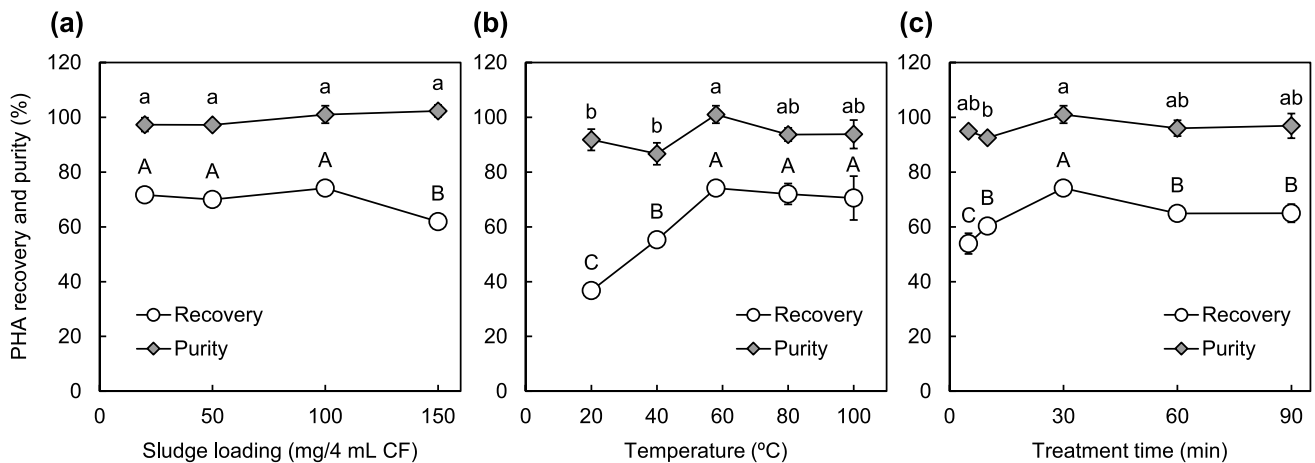 (a)
(b)
(c)
PHA recovery and purity (%)
120
100
80
60
40
20
0
a
a
a
a
A
A
A
B
Recovery
Purity
0
50
100
150
Sludge loading (mg/4 mL CF)
120
100
80
60
40
20
0
b
b
a
ab
ab
C
B
A
A
A
Recovery
Purity
20
40
60
80
100
Temperature (ºC)
120
100
80
60
40
20
0
ab
b
a
ab
ab
C
B
A
B
B
Recovery
Purity
0
30
60
90
Treatment time (min)